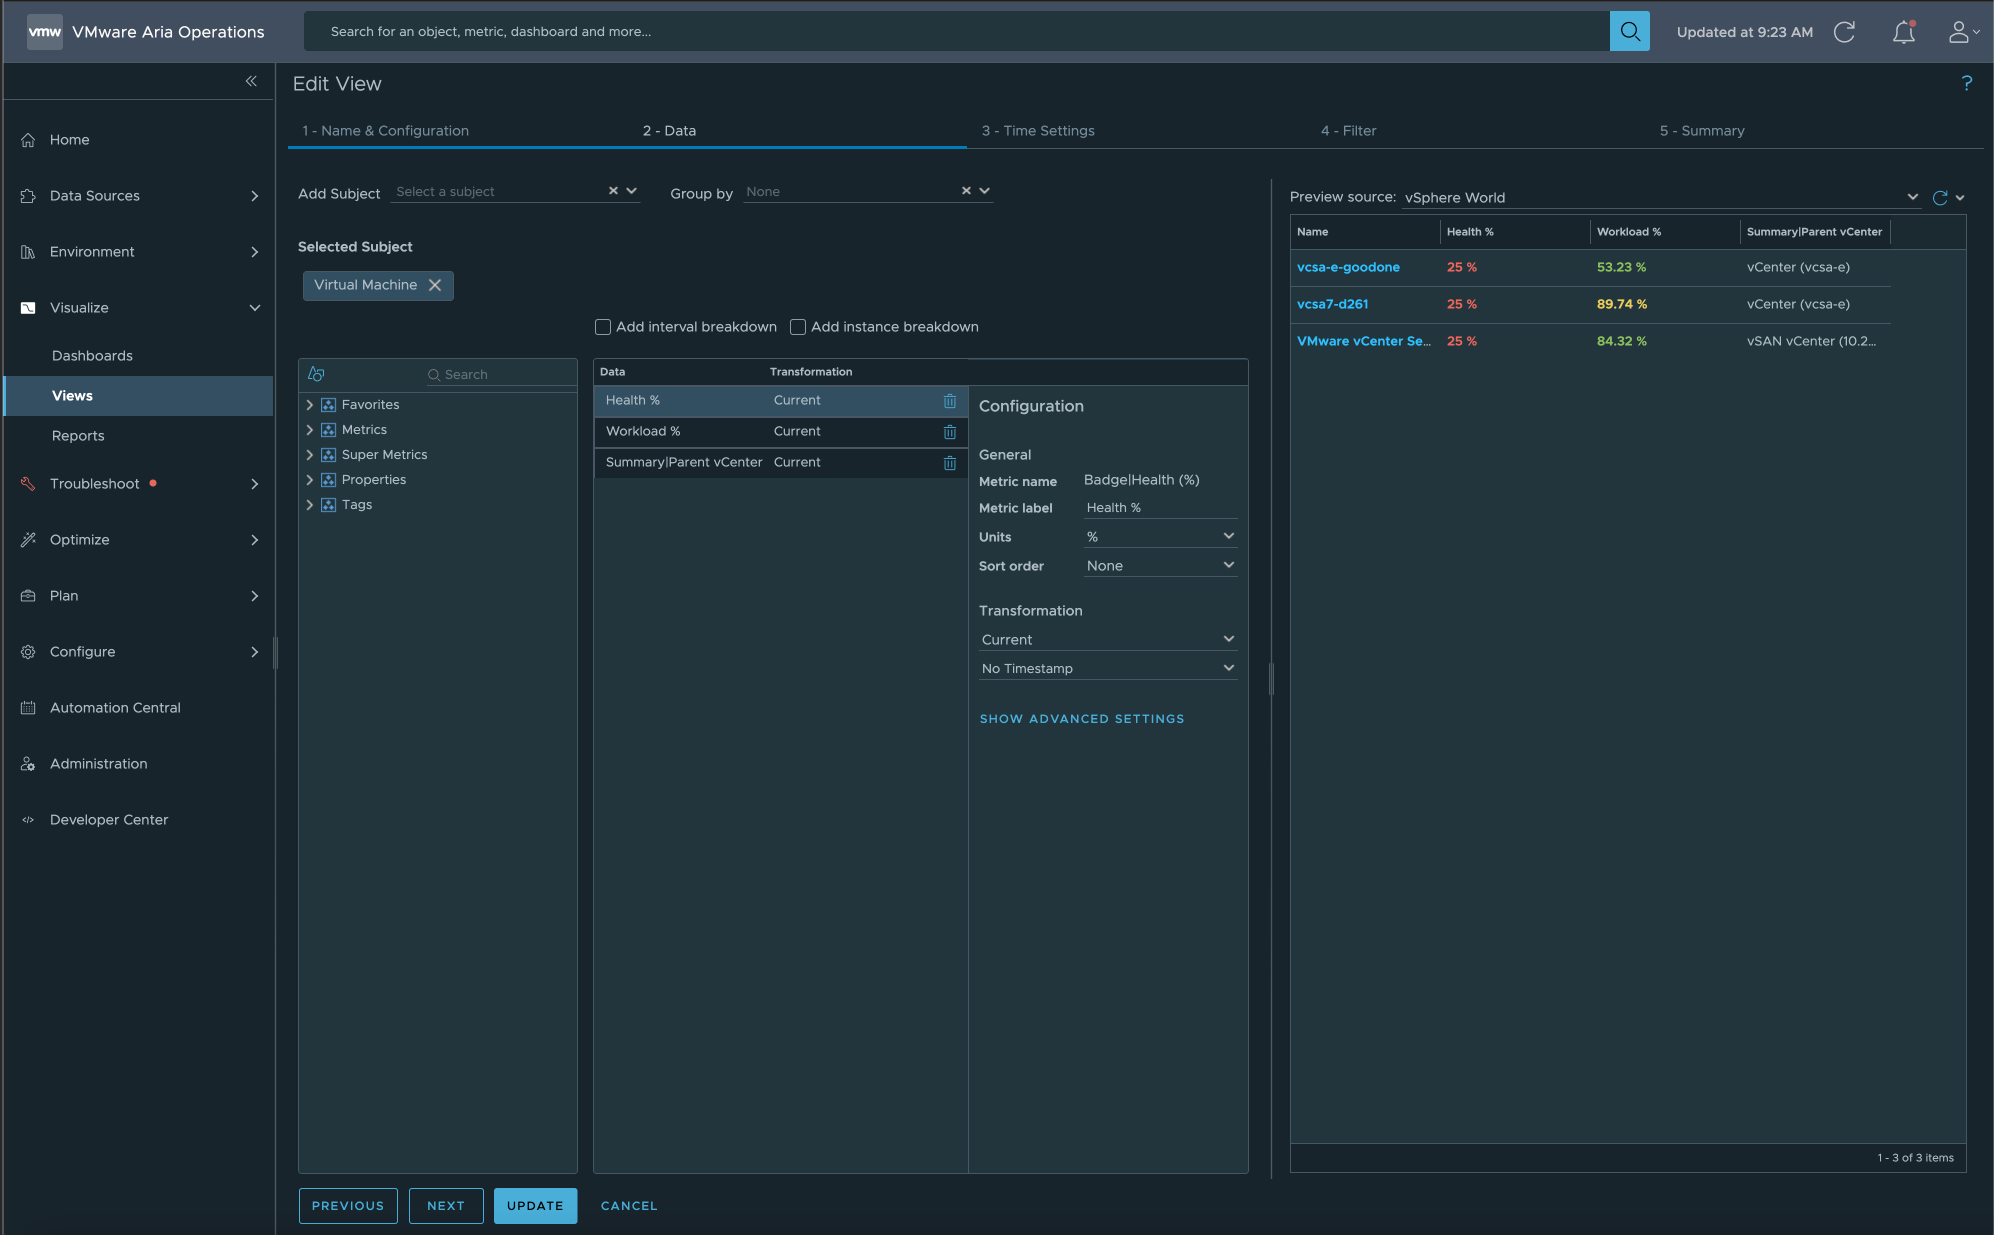 vmw VMware Aria Operations
Search for an object, metric, dashboard and more...
Updated at 9:23 AM
Home
Data Sources
Environment
Visualize
Dashboards
Views
Reports
Troubleshoot
Optimize
Plan
Configure
Automation Central
Administration
Developer Center
Edit View
?
1 - Name & Configuration
2 - Data
3 - Time Settings
4 - Filter
5 - Summary
Add Subject Select a subject
Group by None
Selected Subject
Virtual Machine
Add interval breakdown
Add instance breakdown
Search
Favorites
Metrics
Super Metrics
Properties
Tags
Data Transformation
Health % Current
Workload % Current
Summary|Parent vCenter Current
Configuration
General
Metric name Badge|Health (%)
Metric label Health %
Units %
Sort order None
Transformation
Current
No Timestamp
SHOW ADVANCED SETTINGS
Preview source: vSphere World
Name Health % Workload % Summary|Parent vCenter
vcsa-e-goodone 25 % 53.23 % vCenter (vcsa-e)
vcsa7-d261 25 % 89.74 % vCenter (vcsa-e)
VMware vCenter Se... 25 % 84.32 % vSAN vCenter (10.2...
1 - 3 of 3 items
PREVIOUS
NEXT
UPDATE
CANCEL